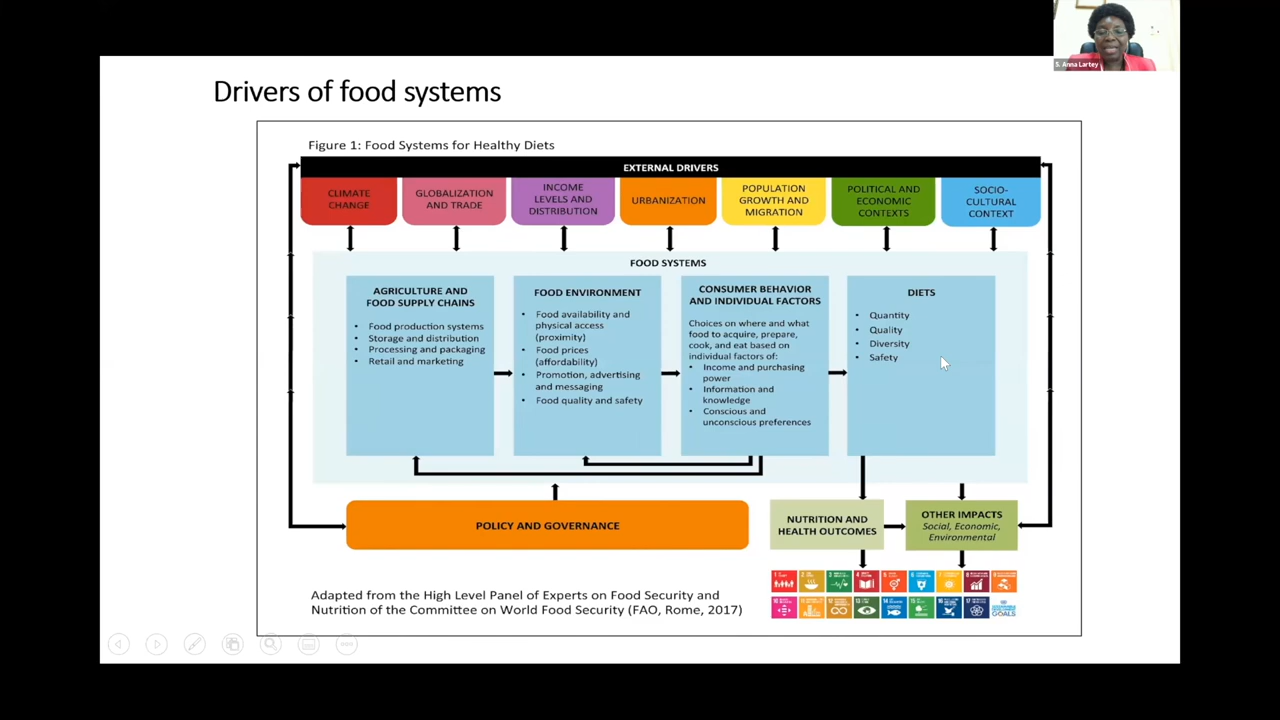 S. Anna Lartey
Drivers of food systems
Figure 1: Food Systems for Healthy Diets
EXTERNAL DRIVERS
CLIMATE
CHANGE
GLOBALIZATION
AND TRADE
INCOME
LEVELS AND
DISTRIBUTION
URBANIZATION
POPULATION
GROWTH AND
MIGRATION
POLITICAL AND
ECONOMIC
CONTEXTS
SOCIO-
CULTURAL
CONTEXT
FOOD SYSTEMS
AGRICULTURE AND
FOOD SUPPLY CHAINS
• Food production systems
• Storage and distribution
• Processing and packaging
• Retail and marketing
FOOD ENVIRONMENT
• Food availability and
physical access
(proximity)
• Food prices
(affordability)
• Promotion, advertising
and messaging
• Food quality and safety
CONSUMER BEHAVIOR
AND INDIVIDUAL FACTORS
Choices on where and what
food to acquire, prepare,
cook, and eat based on
individual factors of:
• Income and purchasing
power
• Information and
knowledge
• Conscious and
unconscious preferences
DIETS
• Quantity
• Quality
• Diversity
• Safety
POLICY AND GOVERNANCE
NUTRITION AND
HEALTH OUTCOMES
OTHER IMPACTS
Social, Economic,
Environmental
Adapted from the High Level Panel of Experts on Food Security and
Nutrition of the Committee on World Food Security (FAO, Rome, 2017)
GOALS